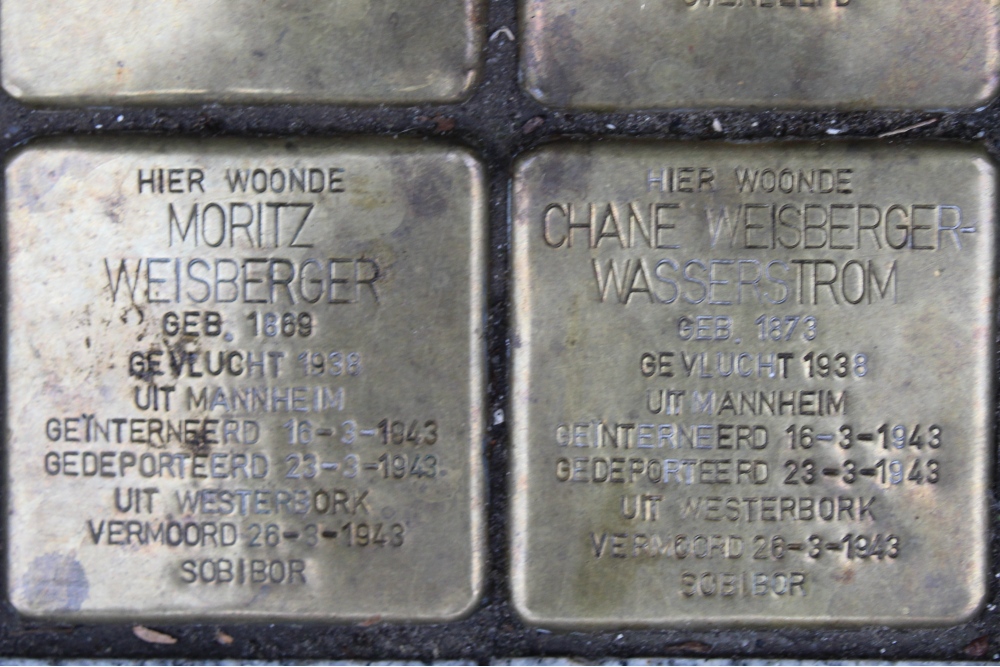 HIER WOONDE
MORITZ
WEISBERGER
GEB. 1869
GEVLUCHT 1938
UIT MANNHEIM
GEÏNTERNEERD 16-3-1943
GEDEPORTEERD 23-3-1943
UIT WESTERBORK
VERMOORD 26-3-1943
SOBIBOR
HIER WOONDE
CHANE WEISBERGER-
WASSERSTROM
GEB. 1873
GEVLUCHT 1938
UIT MANNHEIM
GEÏNTERNEERD 16-3-1943
GEDEPORTEERD 23-3-1943
UIT WESTERBORK
VERMOORD 26-3-1943
SOBIBOR